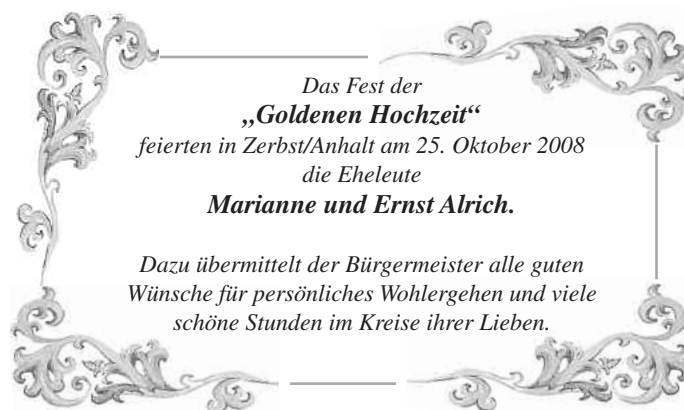 Das Fest der
„Goldenen Hochzeit“
feierten in Zerbst/Anhalt am 25. Oktober 2008
die Eheleute
Marianne und Ernst Alrich.
Dazu übermittelt der Bürgermeister alle guten
Wünsche für persönliches Wohlergehen und viele
schöne Stunden im Kreise ihrer Lieben.